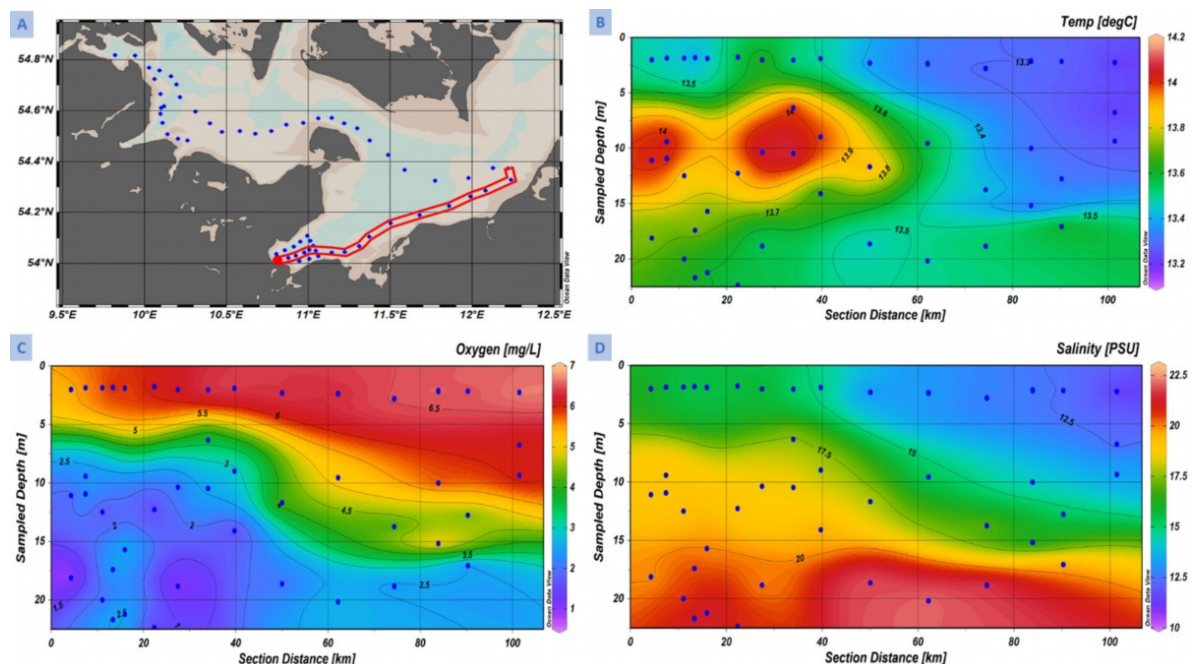 A
54.8°N
54.6°N
54.4°N
54.2°N
54°N
9.5°E
10°E
10.5°E
11°E
11.5°E
12°E
12.5°E
Ocean Data View
B
Temp [degC]
Sampled Depth [m]
0
5
10
15
20
13.5
14
14
13.6
13.9
13.8
13.7
13.5
13.4
13.3
13.5
0
20
40
60
80
100
Section Distance [km]
Ocean Data View
14.2
14
13.8
13.6
13.4
13.2
C
Oxygen [mg/L]
Sampled Depth [m]
0
5
10
15
20
5.5
5
6
6.5
2.5
3
4
4.5
2
2
3.5
2.5
1.5
2.5
1
0
20
40
60
80
100
Section Distance [km]
Ocean Data View
7
6
5
4
3
2
1
D
Salinity [PSU]
Sampled Depth [m]
0
5
10
15
20
17.5
15
12.5
20
0
20
40
60
80
100
Section Distance [km]
Ocean Data View
22.5
20
17.5
15
12.5
10